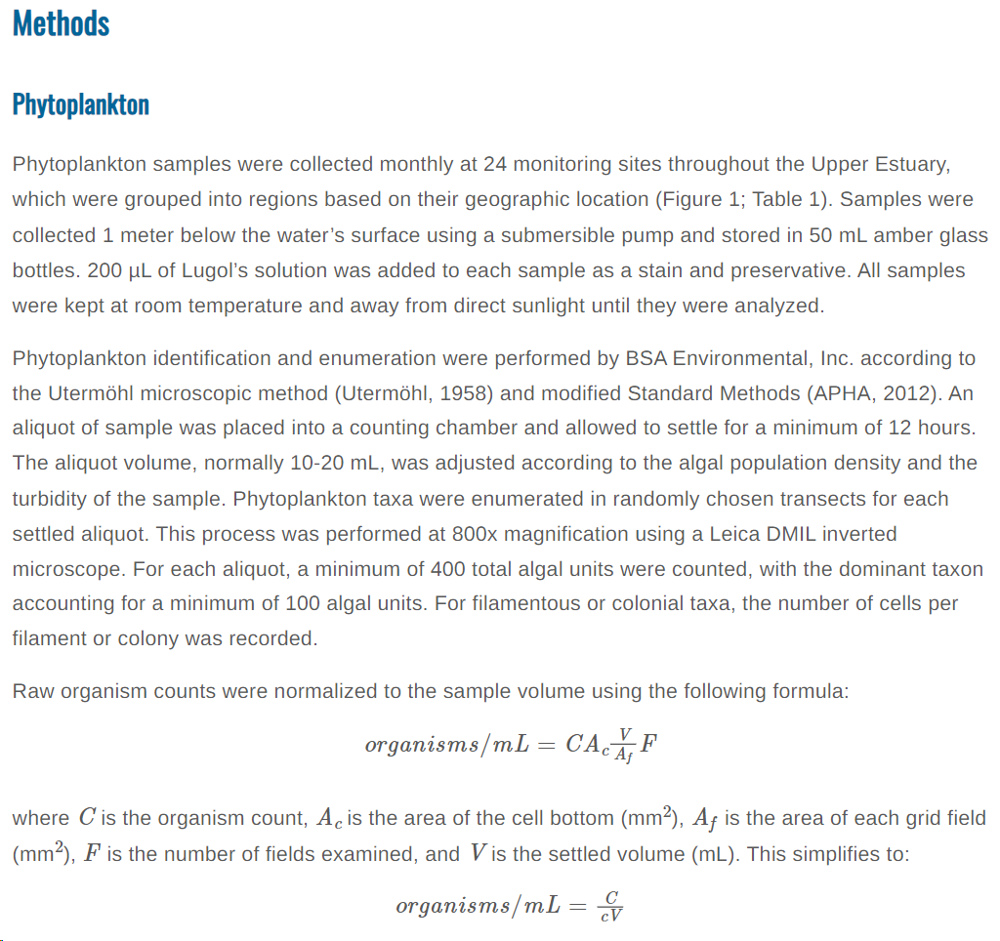 Methods
Phytoplankton
Phytoplankton samples were collected monthly at 24 monitoring sites throughout the Upper Estuary,
which were grouped into regions based on their geographic location (Figure 1; Table 1). Samples were
collected 1 meter below the water’s surface using a submersible pump and stored in 50 mL amber glass
bottles. 200 µL of Lugol’s solution was added to each sample as a stain and preservative. All samples
were kept at room temperature and away from direct sunlight until they were analyzed.
Phytoplankton identification and enumeration were performed by BSA Environmental, Inc. according to
the Utermöhl microscopic method (Utermöhl, 1958) and modified Standard Methods (APHA, 2012). An
aliquot of sample was placed into a counting chamber and allowed to settle for a minimum of 12 hours.
The aliquot volume, normally 10-20 mL, was adjusted according to the algal population density and the
turbidity of the sample. Phytoplankton taxa were enumerated in randomly chosen transects for each
settled aliquot. This process was performed at 800x magnification using a Leica DMIL inverted
microscope. For each aliquot, a minimum of 400 total algal units were counted, with the dominant taxon
accounting for a minimum of 100 algal units. For filamentous or colonial taxa, the number of cells per
filament or colony was recorded.
Raw organism counts were normalized to the sample volume using the following formula:
$organisms/mL = CA_c\frac{V}{A_f}F$
where $C$ is the organism count, $A_c$ is the area of the cell bottom (mm²), $A_f$ is the area of each grid field
(mm²), $F$ is the number of fields examined, and $V$ is the settled volume (mL). This simplifies to:
$organisms/mL = \frac{C}{cV}$